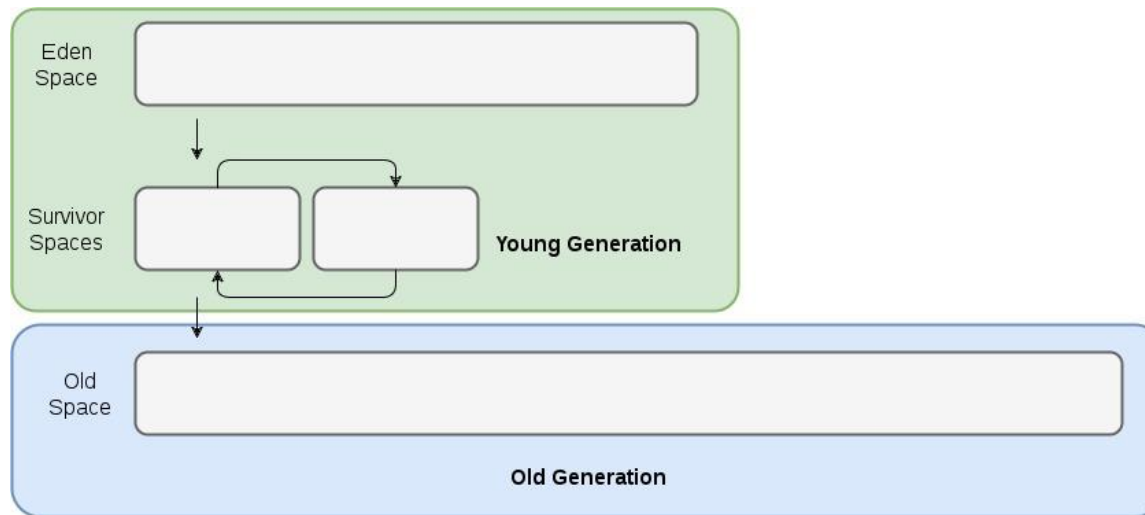 Eden
Space
Survivor
Spaces
Young Generation
Old
Space
Old Generation